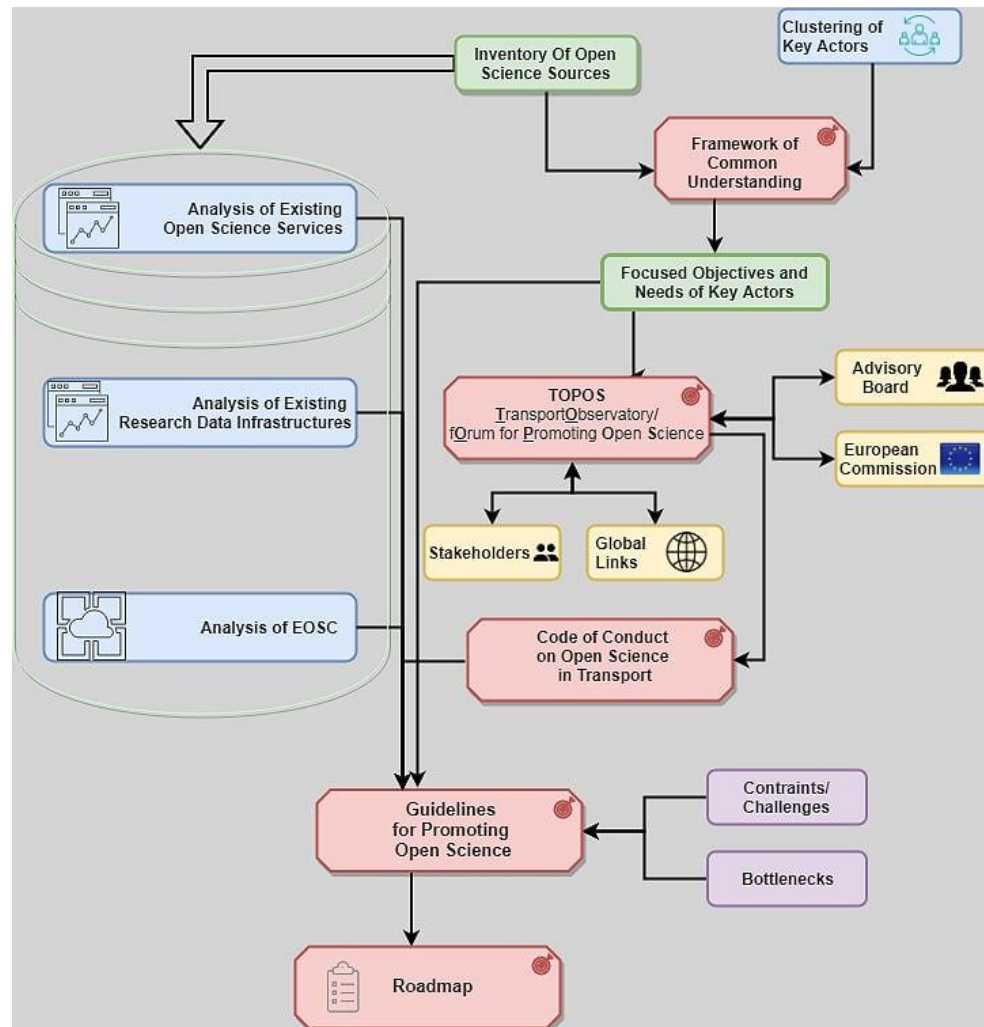 Clustering of
Key Actors
Inventory Of Open
Science Sources
Framework of
Common
Understanding
Analysis of Existing
Open Science Services
Focused Objectives and
Needs of Key Actors
Analysis of Existing
Research Data Infrastructures
TOPOS
TransportObservatory/
fOrum for Promoting Open Science
Advisory
Board
European
Commission
Stakeholders
Global
Links
Analysis of EOSC
Code of Conduct
on Open Science
in Transport
Guidelines
for Promoting
Open Science
Contraints/
Challenges
Bottlenecks
Roadmap